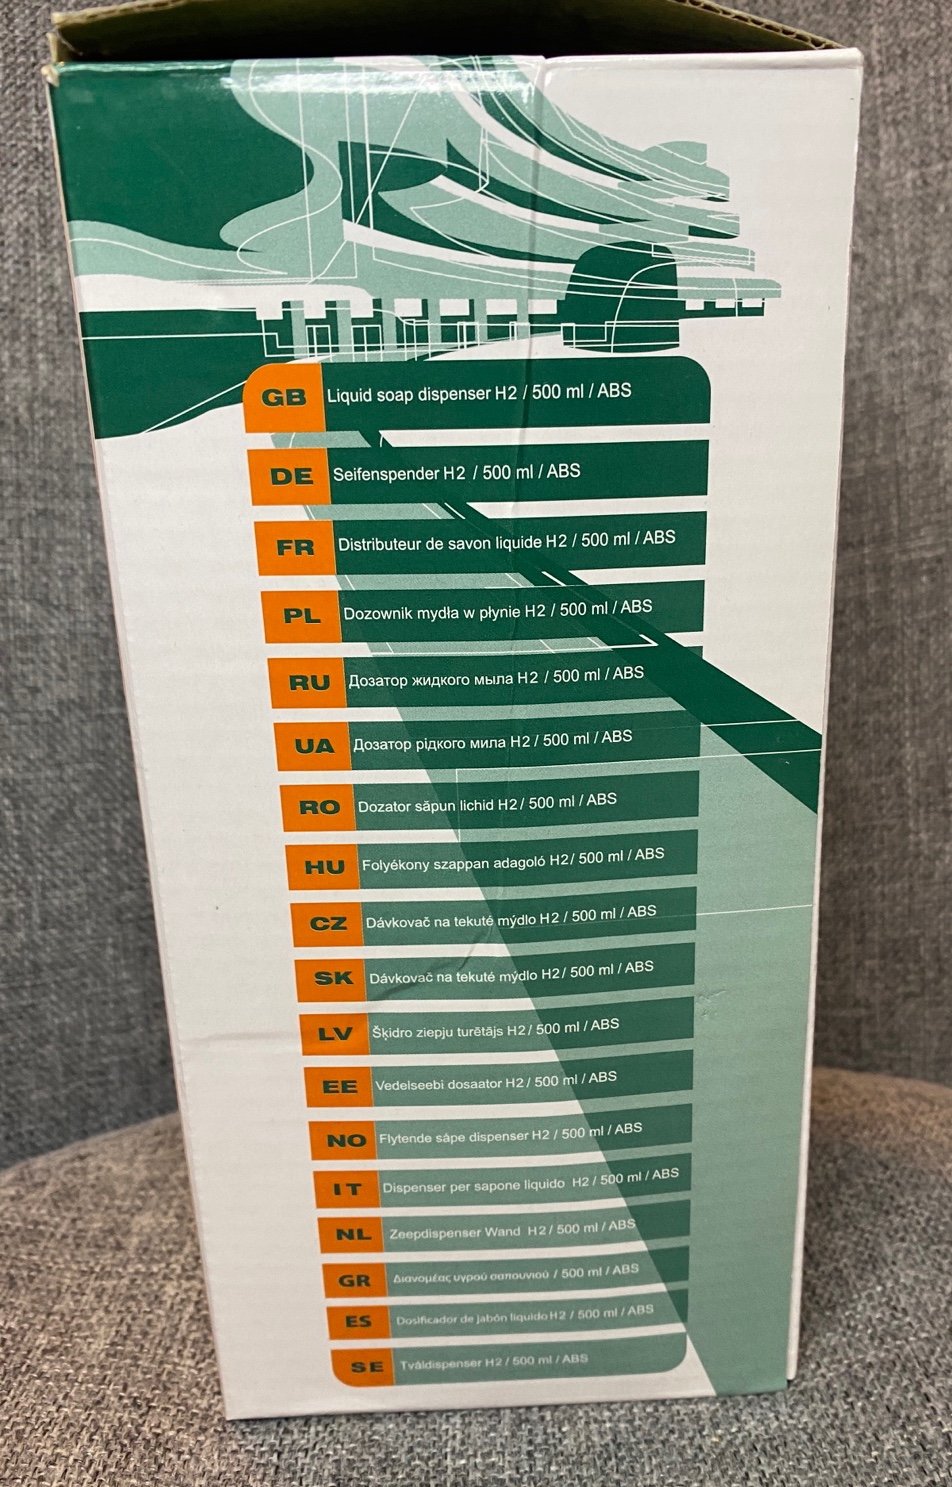 GB Liquid soap dispenser H2 / 500 ml / ABS
DE Seifenspender H2 / 500 ml / ABS
FR Distributeur de savon liquide H2 / 500 ml / ABS
PL Dozownik mydła w płynie H2 / 500 ml / ABS
RU Дозатор жидкого мыла H2 / 500 ml / ABS
UA Дозатор рідкого мила H2 / 500 ml / ABS
RO Dozator săpun lichid H2 / 500 ml / ABS
HU Folyékony szappan adagoló H2/ 500 ml / ABS
CZ Dávkovač na tekuté mýdlo H2 / 500 ml / ABS
SK Dávkovač na tekuté mýdlo H2/ 500 ml / ABS
LV Šķidro ziepju turētājs H2/ 500 ml / ABS
EE Vedelseebi dosaator H2/ 500 ml / ABS
NO Flytende såpe dispenser H2 / 500 ml / ABS
IT Dispenser per sapone liquido H2 / 500 ml / ABS
NL Zeepdispenser Wand H2 / 500 ml / ABS
GR Διανομέας υγρού σαπουνιού / 500 ml / ABS
ES Dosificador de jabón liquido H2 / 500 ml / ABS
SE Tvåldispenser H2 / 500 ml / ABS